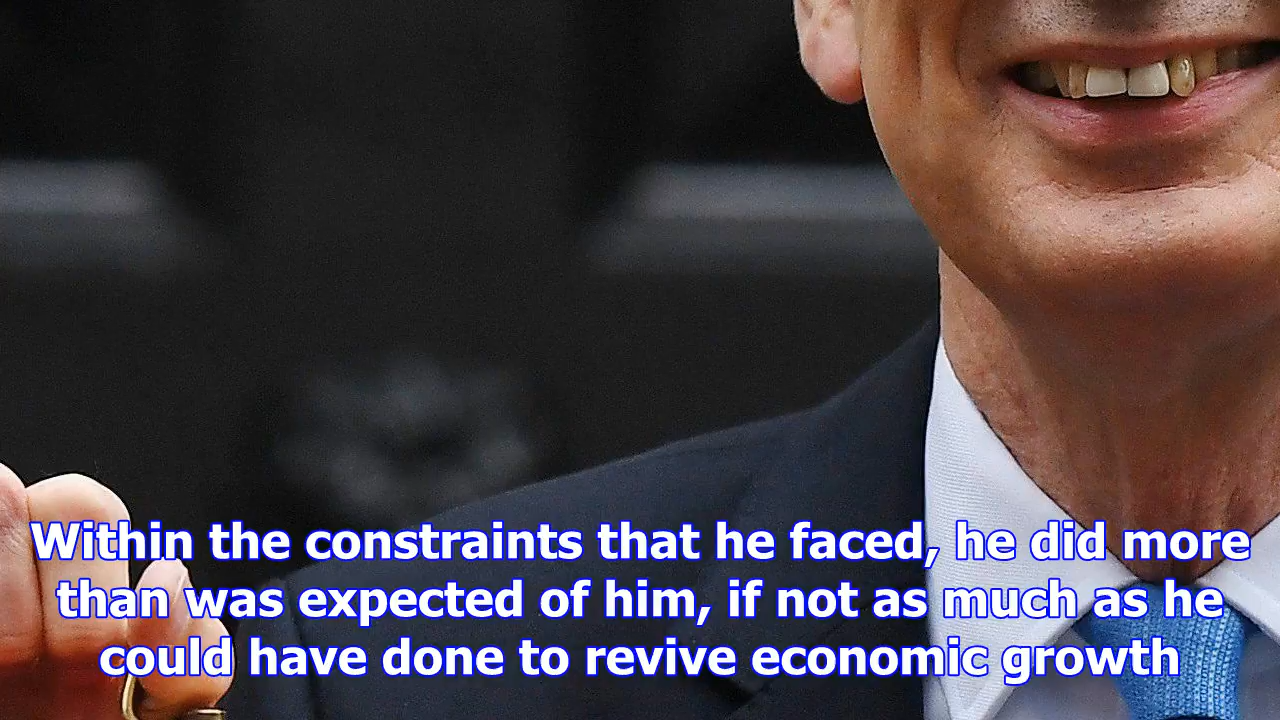 Within the constraints that he faced, he did more
than was expected of him, if not as much as he
could have done to revive economic growth